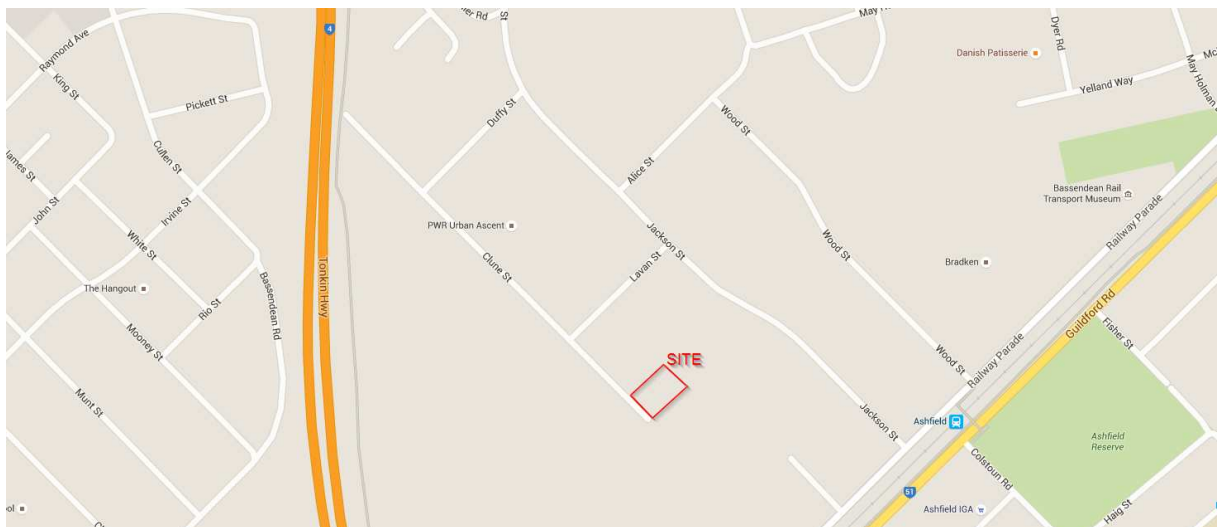 Raymond Ave
King St
Pickett St
Cullen St
James St
John St
Irvine St
White St
The Hangout
Rio St
Bassendean Rd
Mooney St
Munt St
4
Tonkin Hwy
Rd
St
Duffy St
Alice St
Wood St
PWR Urban Ascent
Clune St
Jackson St
Lavan St
SITE
Wood St
Wood St
Jackson St
May
Danish Patisserie
Dyer Rd
Yelland Way
May Holman
Bassendean Rail
Transport Museum
Railway Parade
Bradken
Guildford Rd
Railway Parade
Fisher St
Ashfield
Ashfield
Reserve
Colstoun Rd
51
Ashfield IGA
Haig St